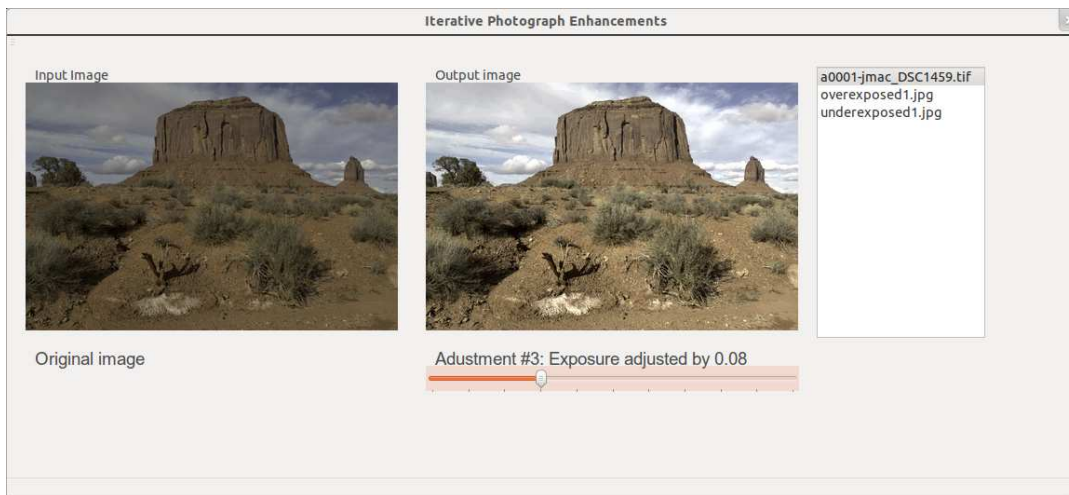 Iterative Photograph Enhancements
Input Image
Output image
a0001-jmac_DSC1459.tif
overexposed1.jpg
underexposed1.jpg
Original image
Adustment #3: Exposure adjusted by 0.08